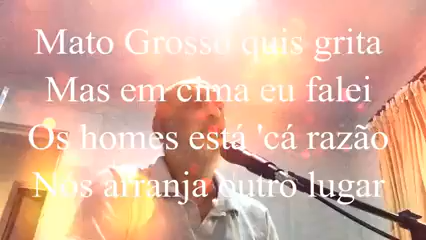 Mato Grosso quis grita
Mas em cima eu falei
Os homes está 'cá razão
Nós arranja outro lugar